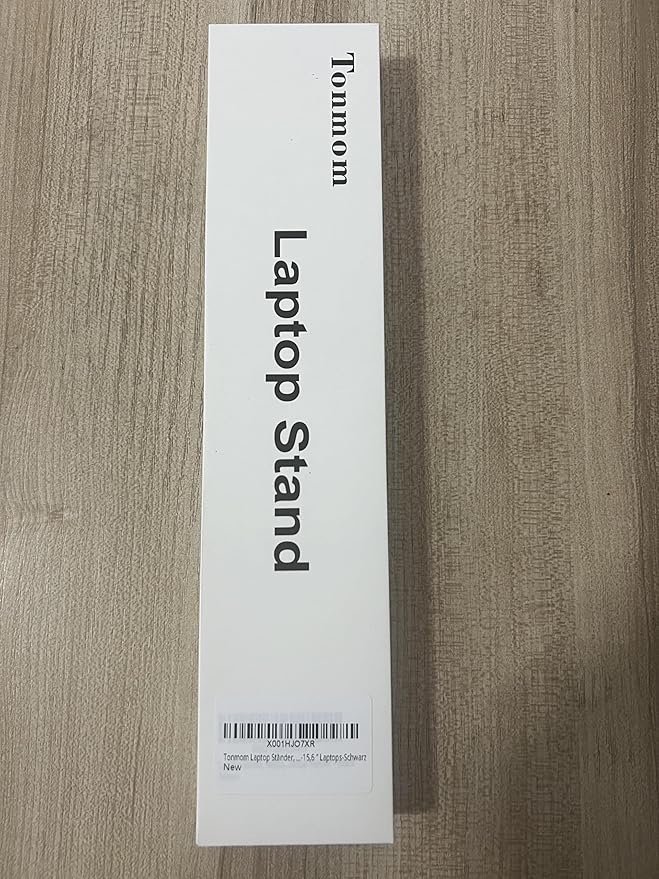 Tonmom
Laptop Stand
X001HJO7XR
Tonmom Laptop Ständer, ...-15,6 " Laptops-Schwarz
New